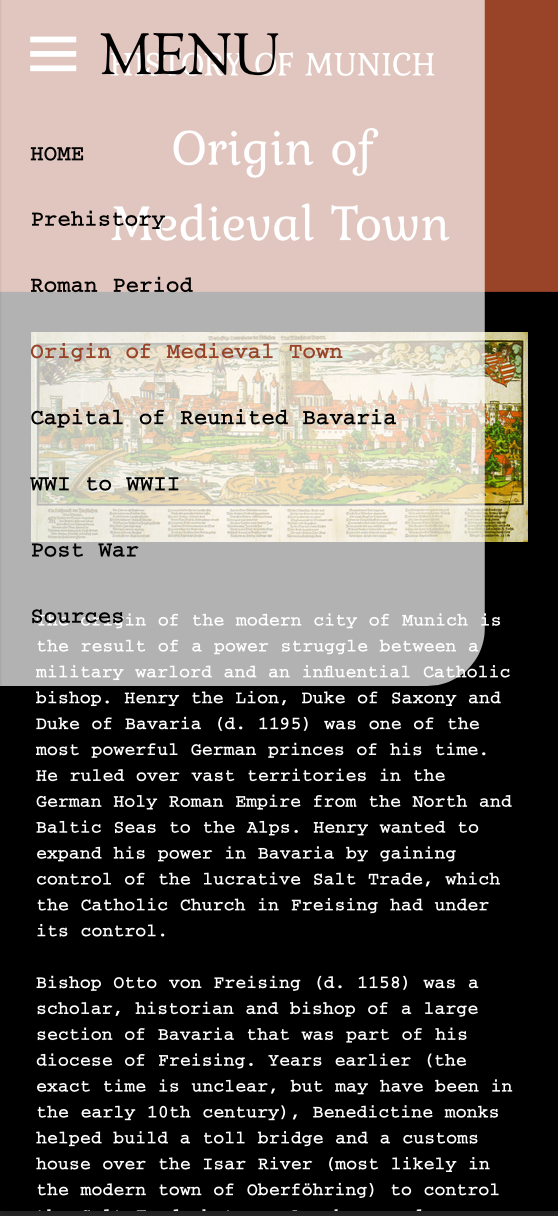 MENU
HISTORY OF MUNICH
Origin of
Medieval Town
HOME
Prehistory
Roman Period
Origin of Medieval Town
Capital of Reunited Bavaria
WWI to WWII
Post War
Sources
The origin of the modern city of Munich is
the result of a power struggle between a
military warlord and an influential Catholic
bishop. Henry the Lion, Duke of Saxony and
Duke of Bavaria (d. 1195) was one of the
most powerful German princes of his time.
He ruled over vast territories in the
German Holy Roman Empire from the North and
Baltic Seas to the Alps. Henry wanted to
expand his power in Bavaria by gaining
control of the lucrative Salt Trade, which
the Catholic Church in Freising had under
its control.
Bishop Otto von Freising (d. 1158) was a
scholar, historian and bishop of a large
section of Bavaria that was part of his
diocese of Freising. Years earlier (the
exact time is unclear, but may have been in
the early 10th century), Benedictine monks
helped build a toll bridge and a customs
house over the Isar River (most likely in
the modern town of Oberföhring) to control